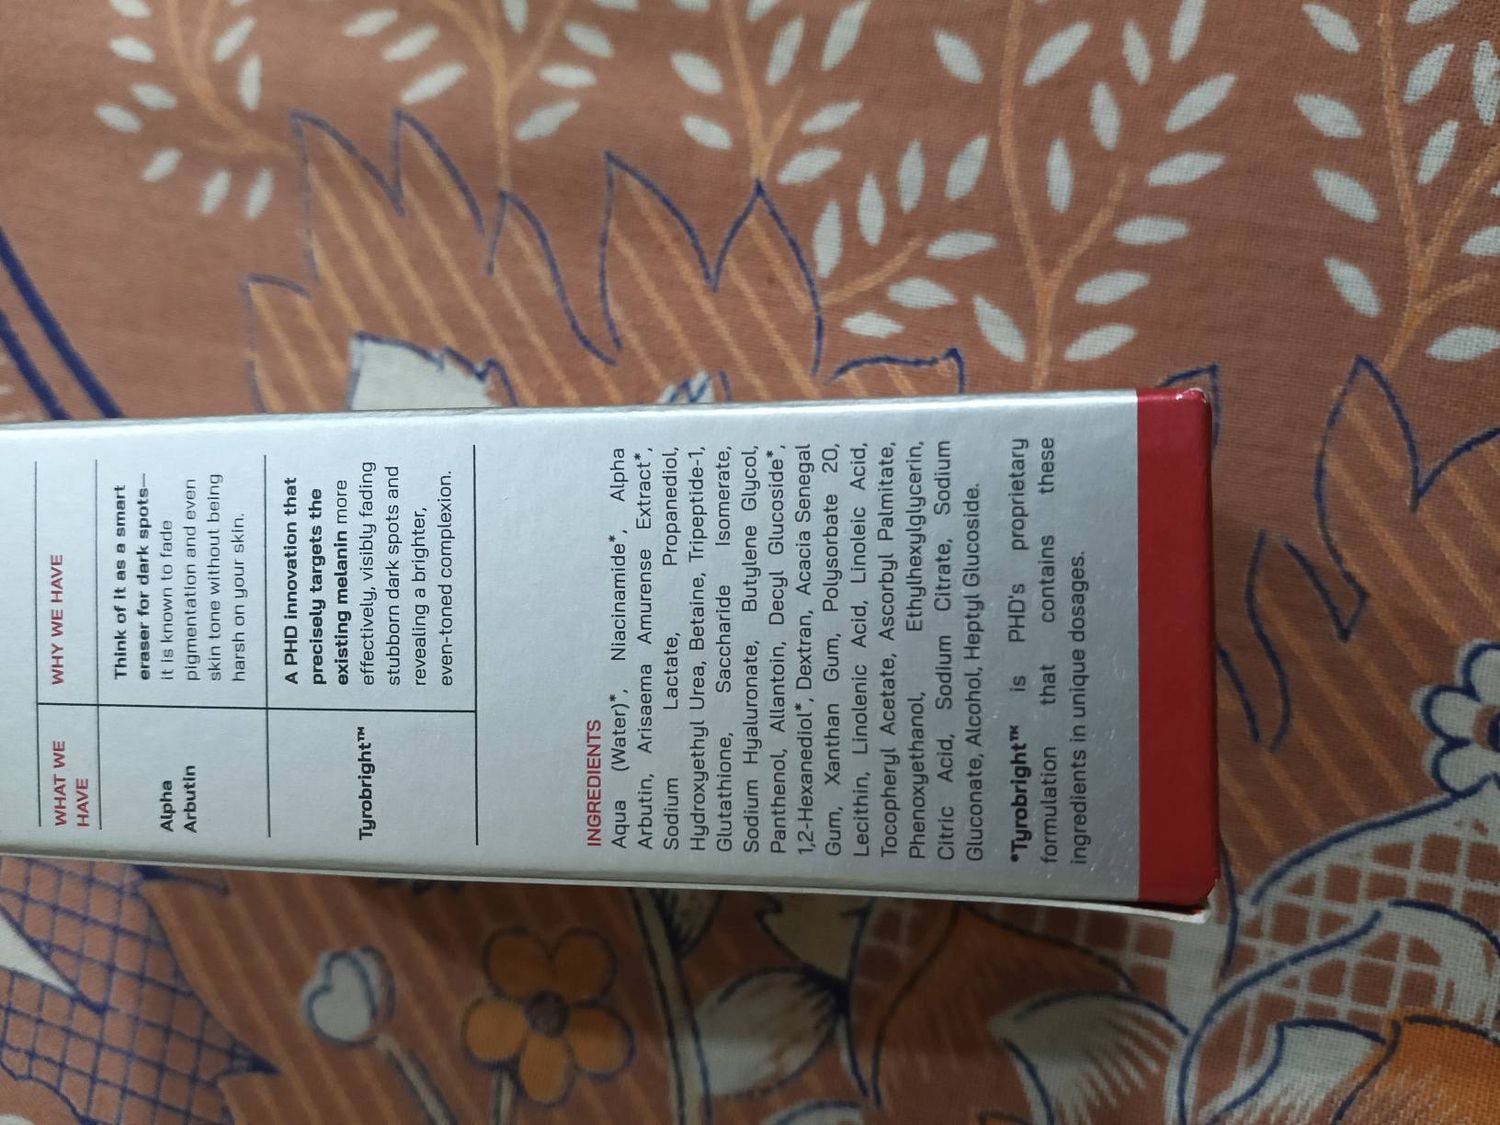 WHAT WE
HAVE
WHY WE HAVE
Alpha
Arbutin
Think of it as a smart
eraser for dark spots—
it is known to fade
pigmentation and even
skin tone without being
harsh on your skin.
Tyrobright™
A PHD innovation that
precisely targets the
existing melanin more
effectively, visibly fading
stubborn dark spots and
revealing a brighter,
even-toned complexion.
INGREDIENTS
Aqua (Water)*, Niacinamide*, Alpha
Arbutin, Arisaema Amurense Extract*,
Sodium Lactate, Propanediol,
Hydroxyethyl Urea, Betaine, Tripeptide-1,
Glutathione, Saccharide Isomerate,
Sodium Hyaluronate, Butylene Glycol,
Panthenol, Allantoin, Decyl Glucoside*,
1,2-Hexanediol*, Dextran, Acacia Senegal
Gum, Xanthan Gum, Polysorbate 20,
Lecithin, Linolenic Acid, Linoleic Acid,
Tocopheryl Acetate, Ascorbyl Palmitate,
Phenoxyethanol, Ethylhexylglycerin,
Citric Acid, Sodium Citrate, Sodium
Gluconate, Alcohol, Heptyl Glucoside.
*Tyrobright™ is PHD's proprietary
formulation that contains these
ingredients in unique dosages.